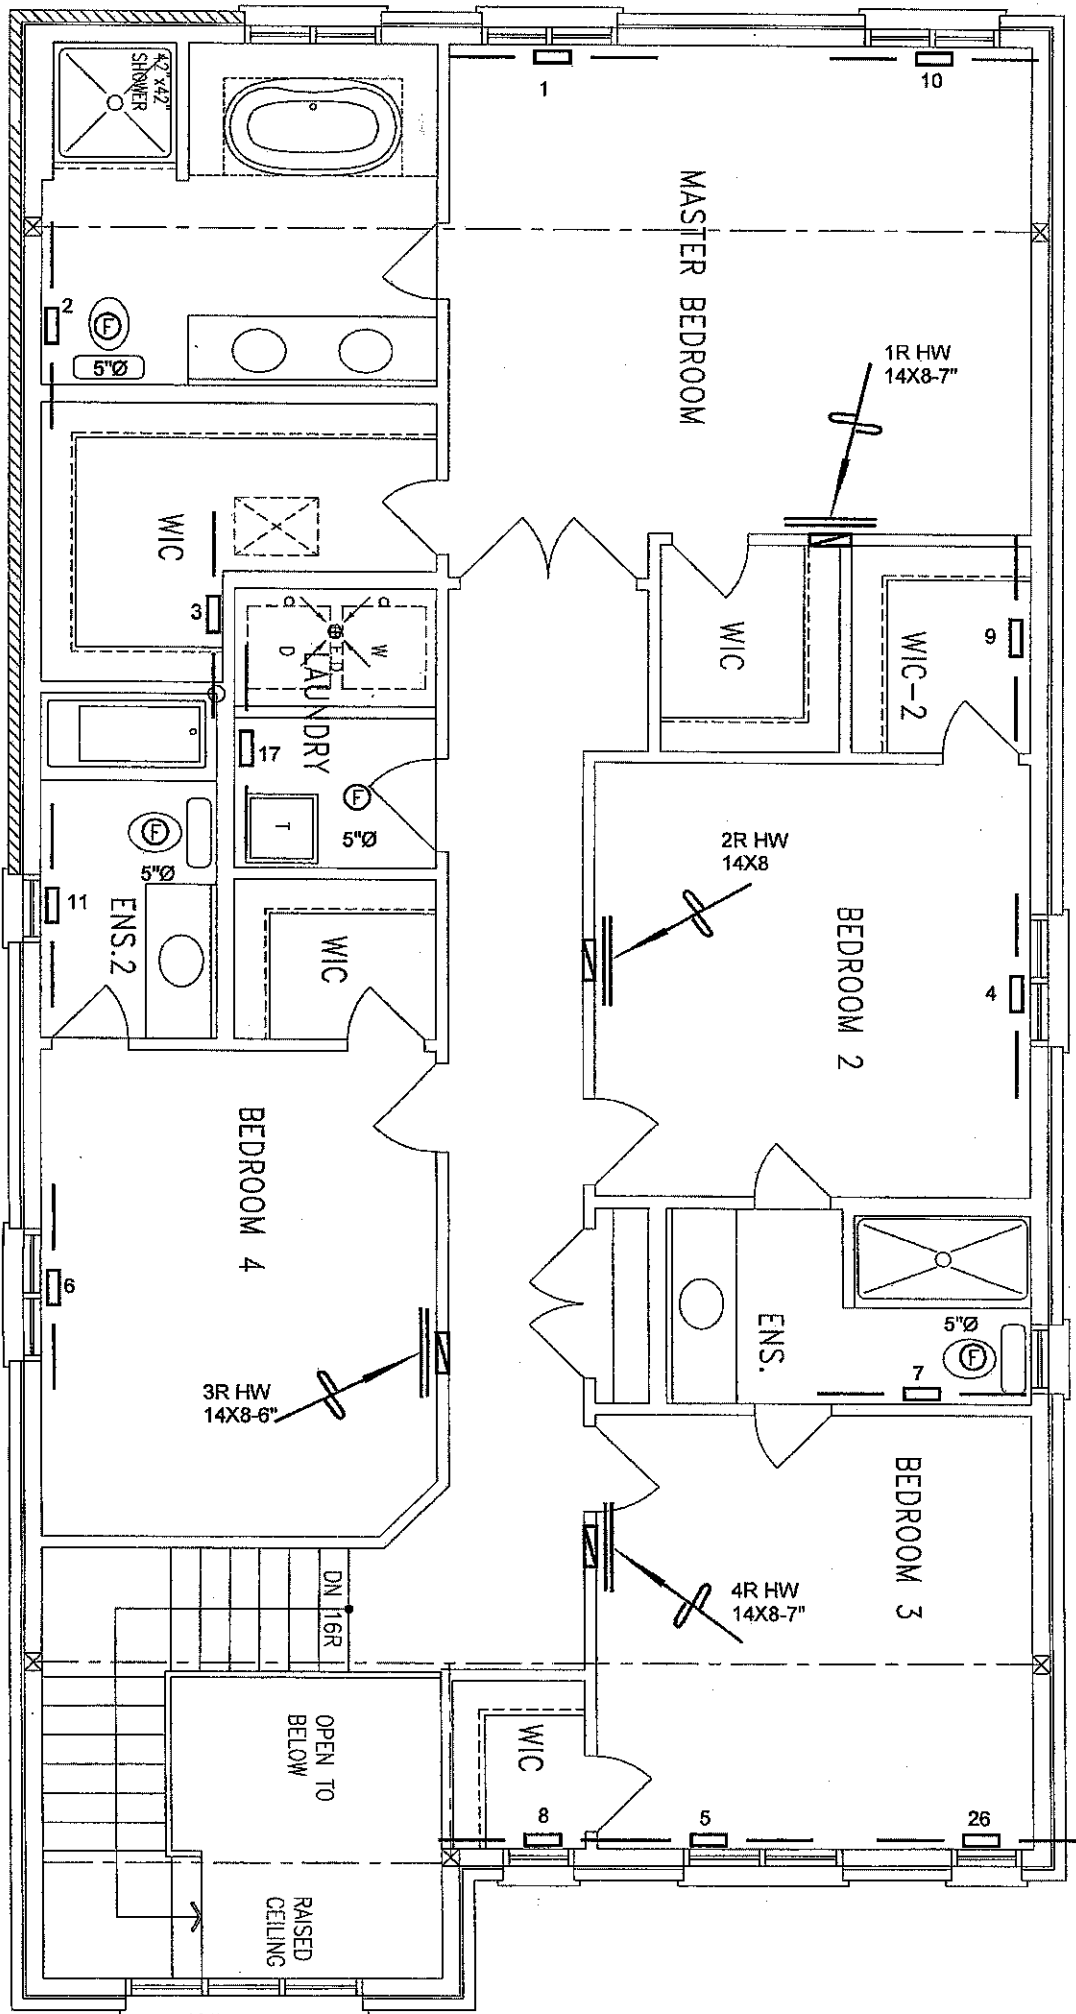 42"x42"
SHOWER
1
10
MASTER BEDROOM
2
F
5"Ø
1R HW
14X8-7"
WIC
3
WIC
WIC-2
9
W
D
FD
LAUNDRY
17
F
5"Ø
T
F
5"Ø
11
ENS.2
WIC
2R HW
14X8
BEDROOM 2
4
BEDROOM 4
6
3R HW
14X8-6"
ENS.
5"Ø
F
7
BEDROOM 3
4R HW
14X8-7"
DN 16R
OPEN TO
BELOW
WIC
8
5
26
RAISED
CEILING